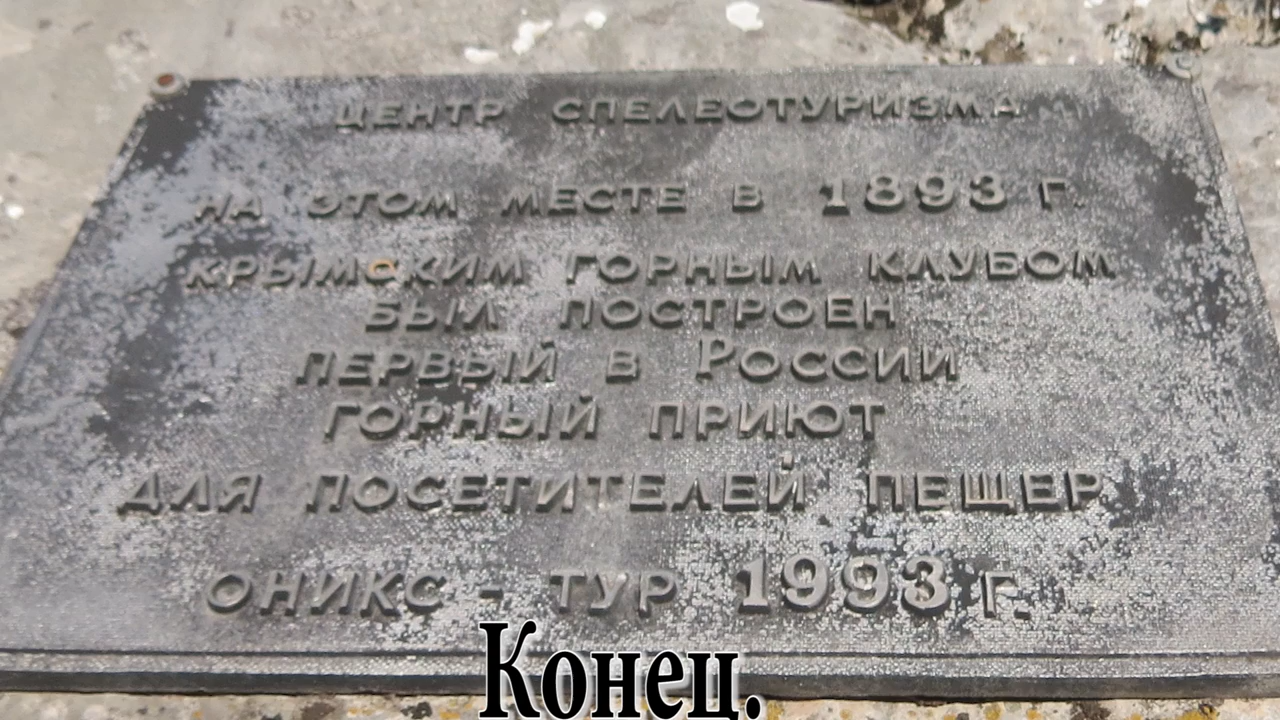 ЦЕНТР СПЕЛЕОТУРИЗМА
НА ЭТОМ МЕСТЕ В 1893 Г.
КРЫМСКИМ ГОРНЫМ КЛУБОМ
БЫЛ ПОСТРОЕН
ПЕРВЫЙ В РОССИИ
ГОРНЫЙ ПРИЮТ
ДЛЯ ПОСЕТИТЕЛЕЙ ПЕЩЕР
ОНИКС - ТУР 1993 Г.
Конец.